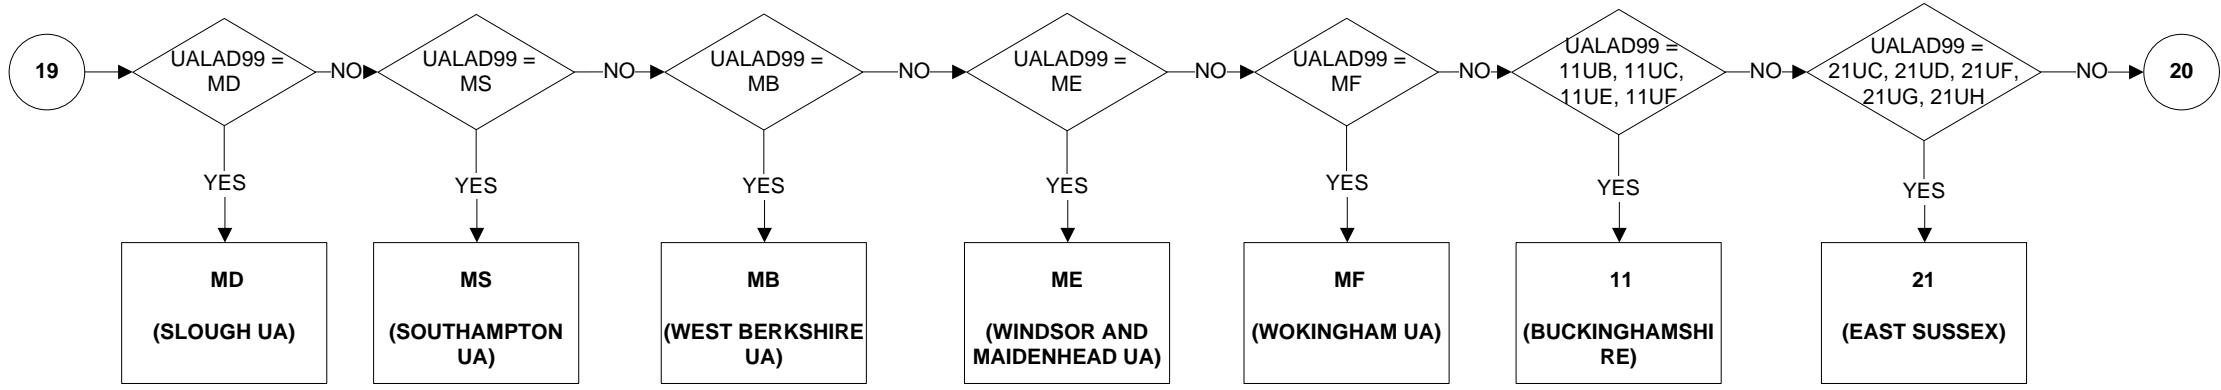 19
UALAD99 =
MD
NO
UALAD99 =
MS
NO
UALAD99 =
MB
NO
UALAD99 =
ME
NO
UALAD99 =
MF
NO
UALAD99 =
11UB, 11UC,
11UE, 11UF
NO
UALAD99 =
21UC, 21UD, 21UF,
21UG, 21UH
NO
20
YES
YES
YES
YES
YES
YES
YES
MD
(SLOUGH UA)
MS
(SOUTHAMPTON
UA)
MB
(WEST BERKSHIRE
UA)
ME
(WINDSOR AND
MAIDENHEAD UA)
MF
(WOKINGHAM UA)
11
(BUCKINGHAMSHI
RE)
21
(EAST SUSSEX)